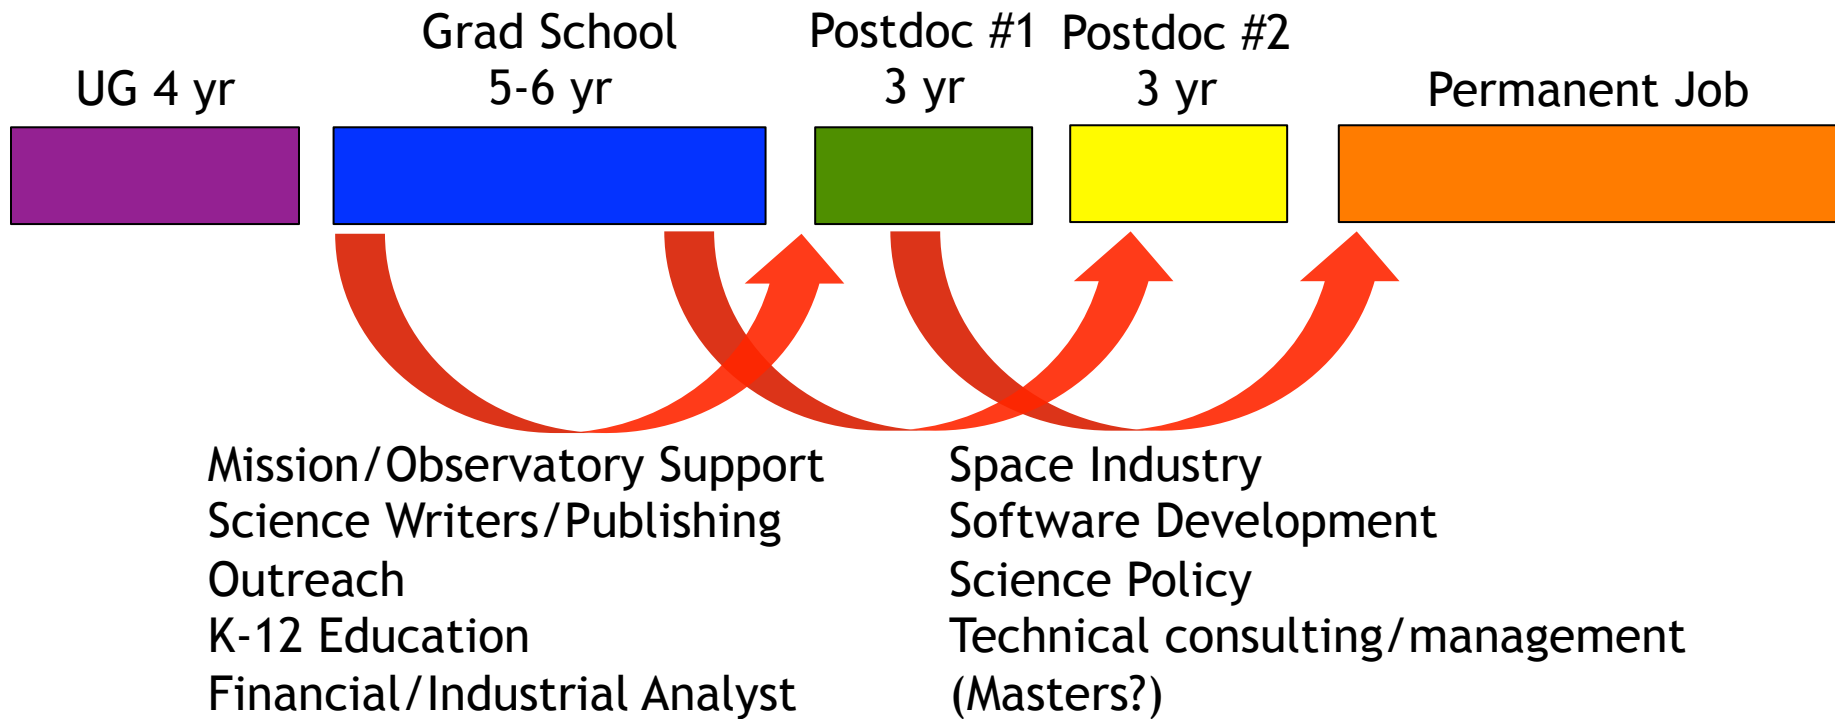 UG 4 yr
Grad School
5-6 yr
Postdoc #1
3 yr
Postdoc #2
3 yr
Permanent Job
Mission/Observatory Support
Science Writers/Publishing
Outreach
K-12 Education
Financial/Industrial Analyst
Space Industry
Software Development
Science Policy
Technical consulting/management
(Masters?)